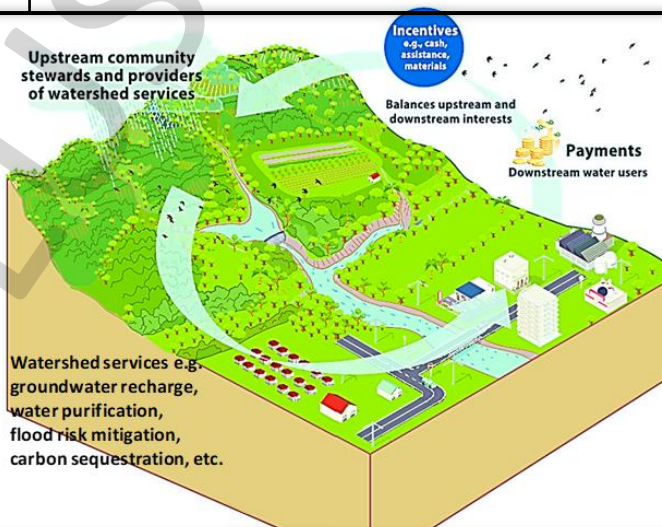 Upstream community
stewards and providers
of watershed services
Incentives
e.g., cash,
assistance,
materials
Balances upstream and
downstream interests
Payments
Downstream water users
Watershed services e.g.
groundwater recharge,
water purification,
flood risk mitigation,
carbon sequestration, etc.